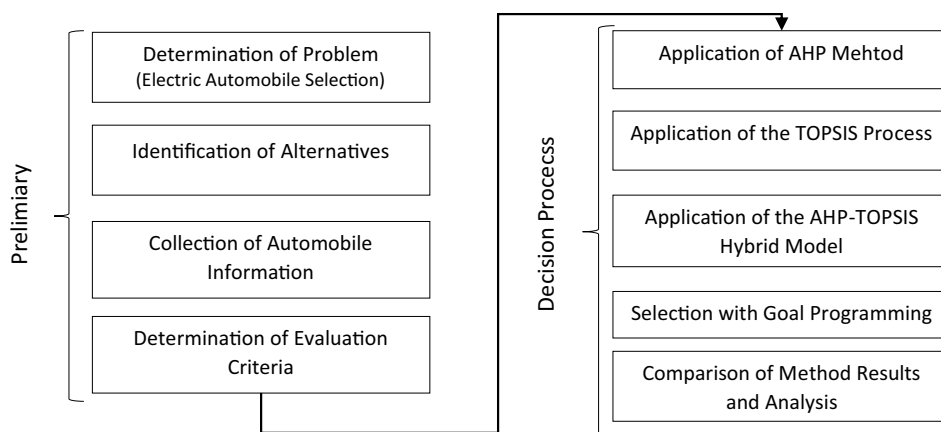 Prelimiary
Determination of Problem
(Electric Automobile Selection)
Identification of Alternatives
Collection of Automobile
Information
Determination of Evaluation
Criteria
Decision Procecss
Application of AHP Mehtod
Application of the TOPSIS Process
Application of the AHP-TOPSIS
Hybrid Model
Selection with Goal Programming
Comparison of Method Results
and Analysis